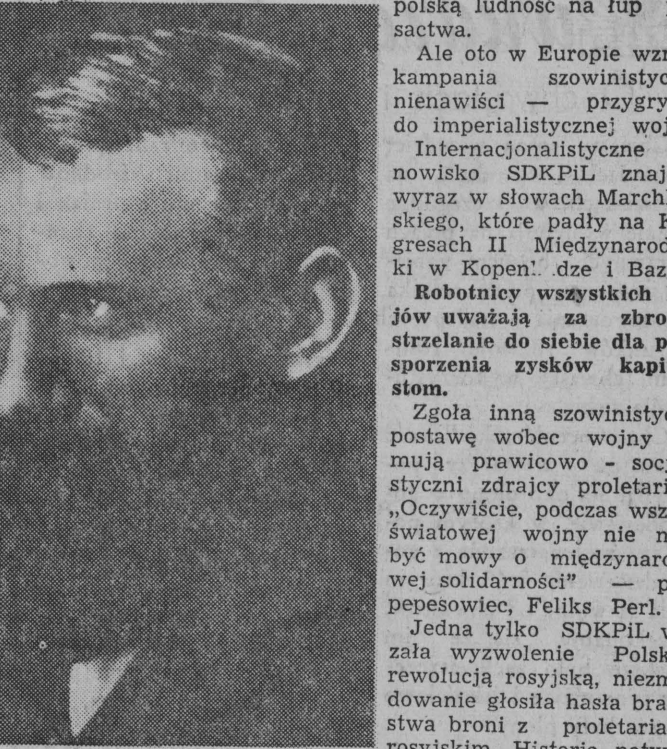 polską ludność na łup
sactwa.
Ale oto w Europie wzr
kampania szowinistyc
nienawiści — przygry
do imperialistycznej woj
Internacjonalistyczne
nowisko SDKPiL znaj
wyraz w słowach Marchl
skiego, które padły na K
gresach II Międzynarod
ki w Kopen dze i Baz
Robotnicy wszystkich
jów uważają za zbro
strzelanie do siebie dla p
sporzenia zysków kapi
stom.
Zgoła inną szowinistyc
postawę wobec wojny
mują prawicowo - socj
styczni zdrajcy proletari
„Oczywiście, podczas wsz
światowej wojny nie m
być mowy o międzynaro
wej solidarności” — p
pepesowiec, Feliks Perl.
Jedna tylko SDKPiL w
zała wyzwolenie Polsk
rewolucją rosyjską, niezm
dowanie głosiła hasła bra
stwa broni z proletaria
rosyjskim. Historia